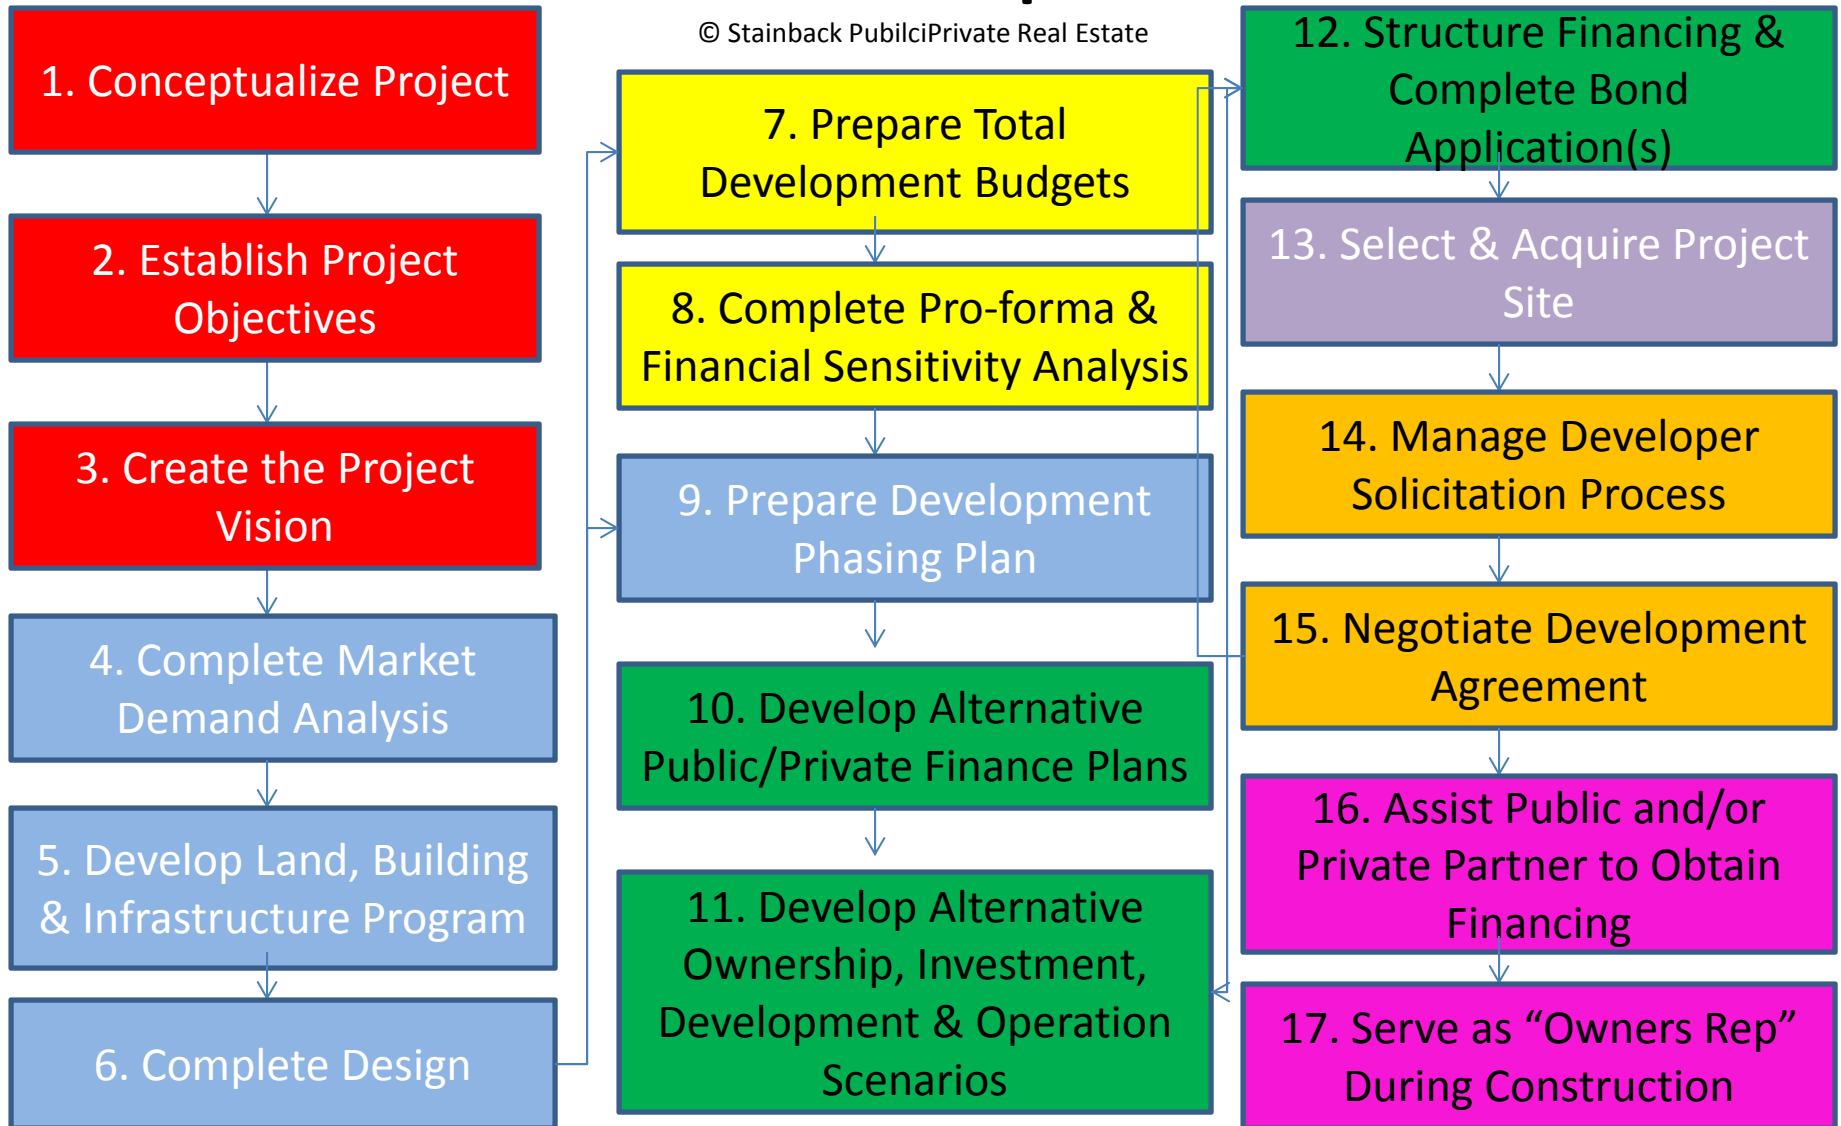 © Stainback PubilciPrivate Real Estate
1. Conceptualize Project
2. Establish Project
Objectives
3. Create the Project
Vision
4. Complete Market
Demand Analysis
5. Develop Land, Building
& Infrastructure Program
6. Complete Design
7. Prepare Total
Development Budgets
8. Complete Pro-forma &
Financial Sensitivity Analysis
9. Prepare Development
Phasing Plan
10. Develop Alternative
Public/Private Finance Plans
11. Develop Alternative
Ownership, Investment,
Development & Operation
Scenarios
12. Structure Financing &
Complete Bond
Application(s)
13. Select & Acquire Project
Site
14. Manage Developer
Solicitation Process
15. Negotiate Development
Agreement
16. Assist Public and/or
Private Partner to Obtain
Financing
17. Serve as “Owners Rep”
During Construction